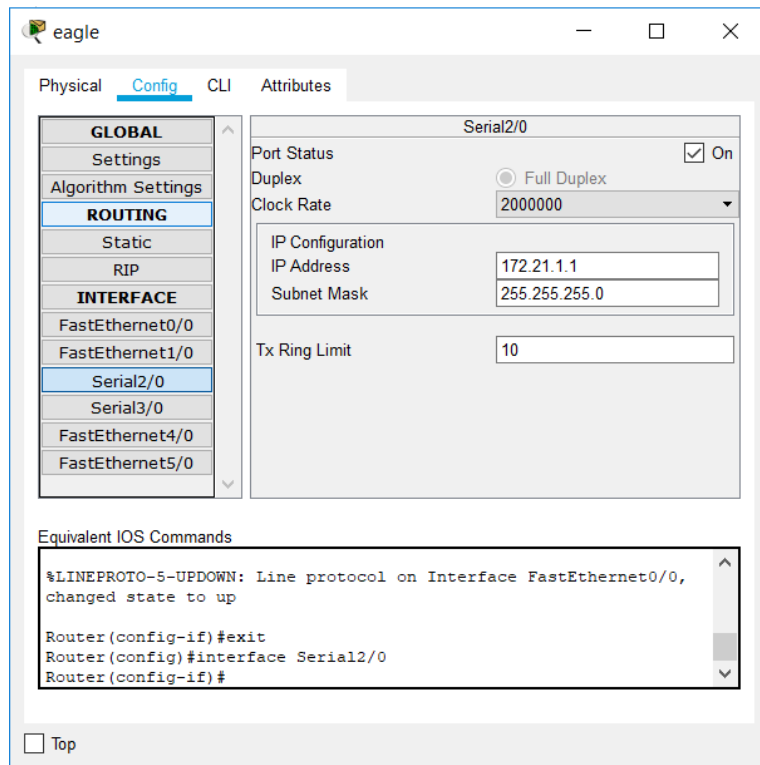 eagle
Physical Config CLI Attributes
GLOBAL
Settings
Algorithm Settings
ROUTING
Static
RIP
INTERFACE
FastEthernet0/0
FastEthernet1/0
Serial2/0
Serial3/0
FastEthernet4/0
FastEthernet5/0
Serial2/0
Port Status On
Duplex Full Duplex
Clock Rate 2000000
IP Configuration
IP Address 172.21.1.1
Subnet Mask 255.255.255.0
Tx Ring Limit 10
Equivalent IOS Commands
%LINEPROTO-5-UPDOWN: Line protocol on Interface FastEthernet0/0,
changed state to up
Router(config-if)#exit
Router(config)#interface Serial2/0
Router(config-if)#
Top